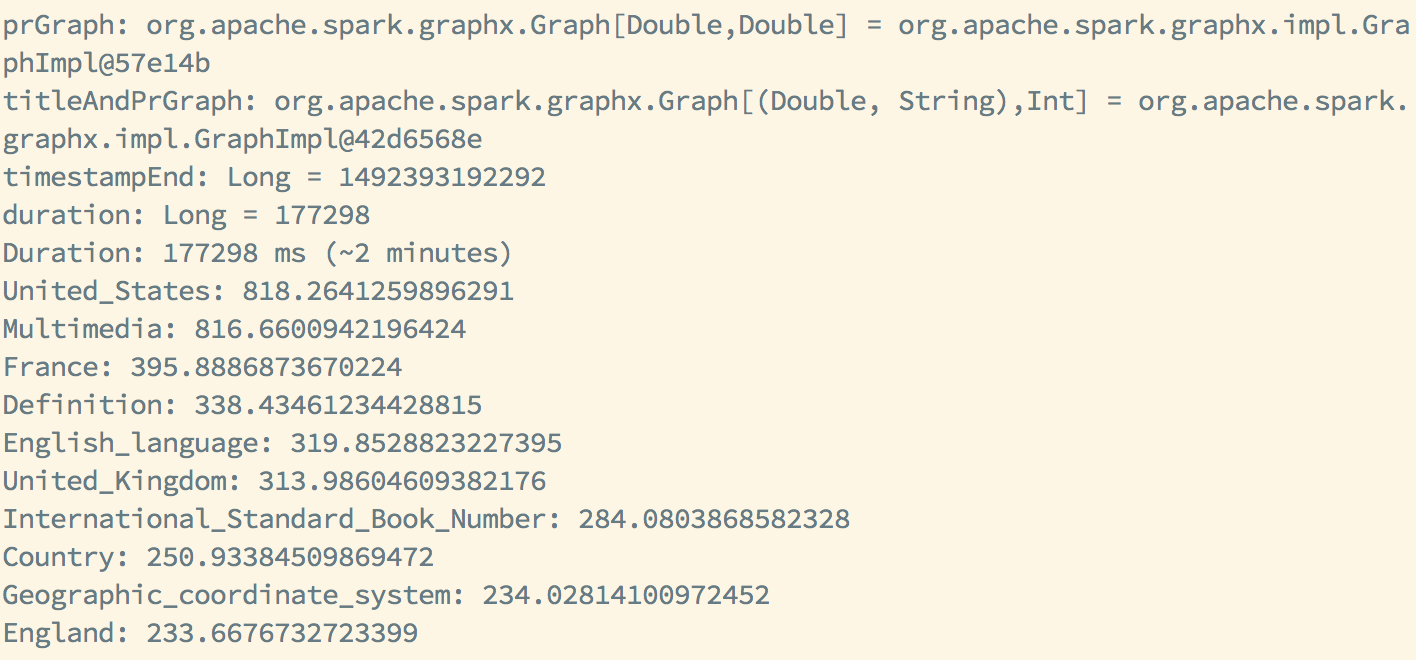 prGraph: org.apache.spark.graphx.Graph[Double,Double] = org.apache.spark.graphx.impl.Gra
phImpl@57e14b
titleAndPrGraph: org.apache.spark.graphx.Graph[(Double, String),Int] = org.apache.spark.
graphx.impl.GraphImpl@42d6568e
timestampEnd: Long = 1492393192292
duration: Long = 177298
Duration: 177298 ms (~2 minutes)
United_States: 818.2641259896291
Multimedia: 816.6600942196424
France: 395.8886873670224
Definition: 338.43461234428815
English_language: 319.8528823227395
United_Kingdom: 313.98604609382176
International_Standard_Book_Number: 284.0803868582328
Country: 250.93384509869472
Geographic_coordinate_system: 234.02814100972452
England: 233.6676732723399